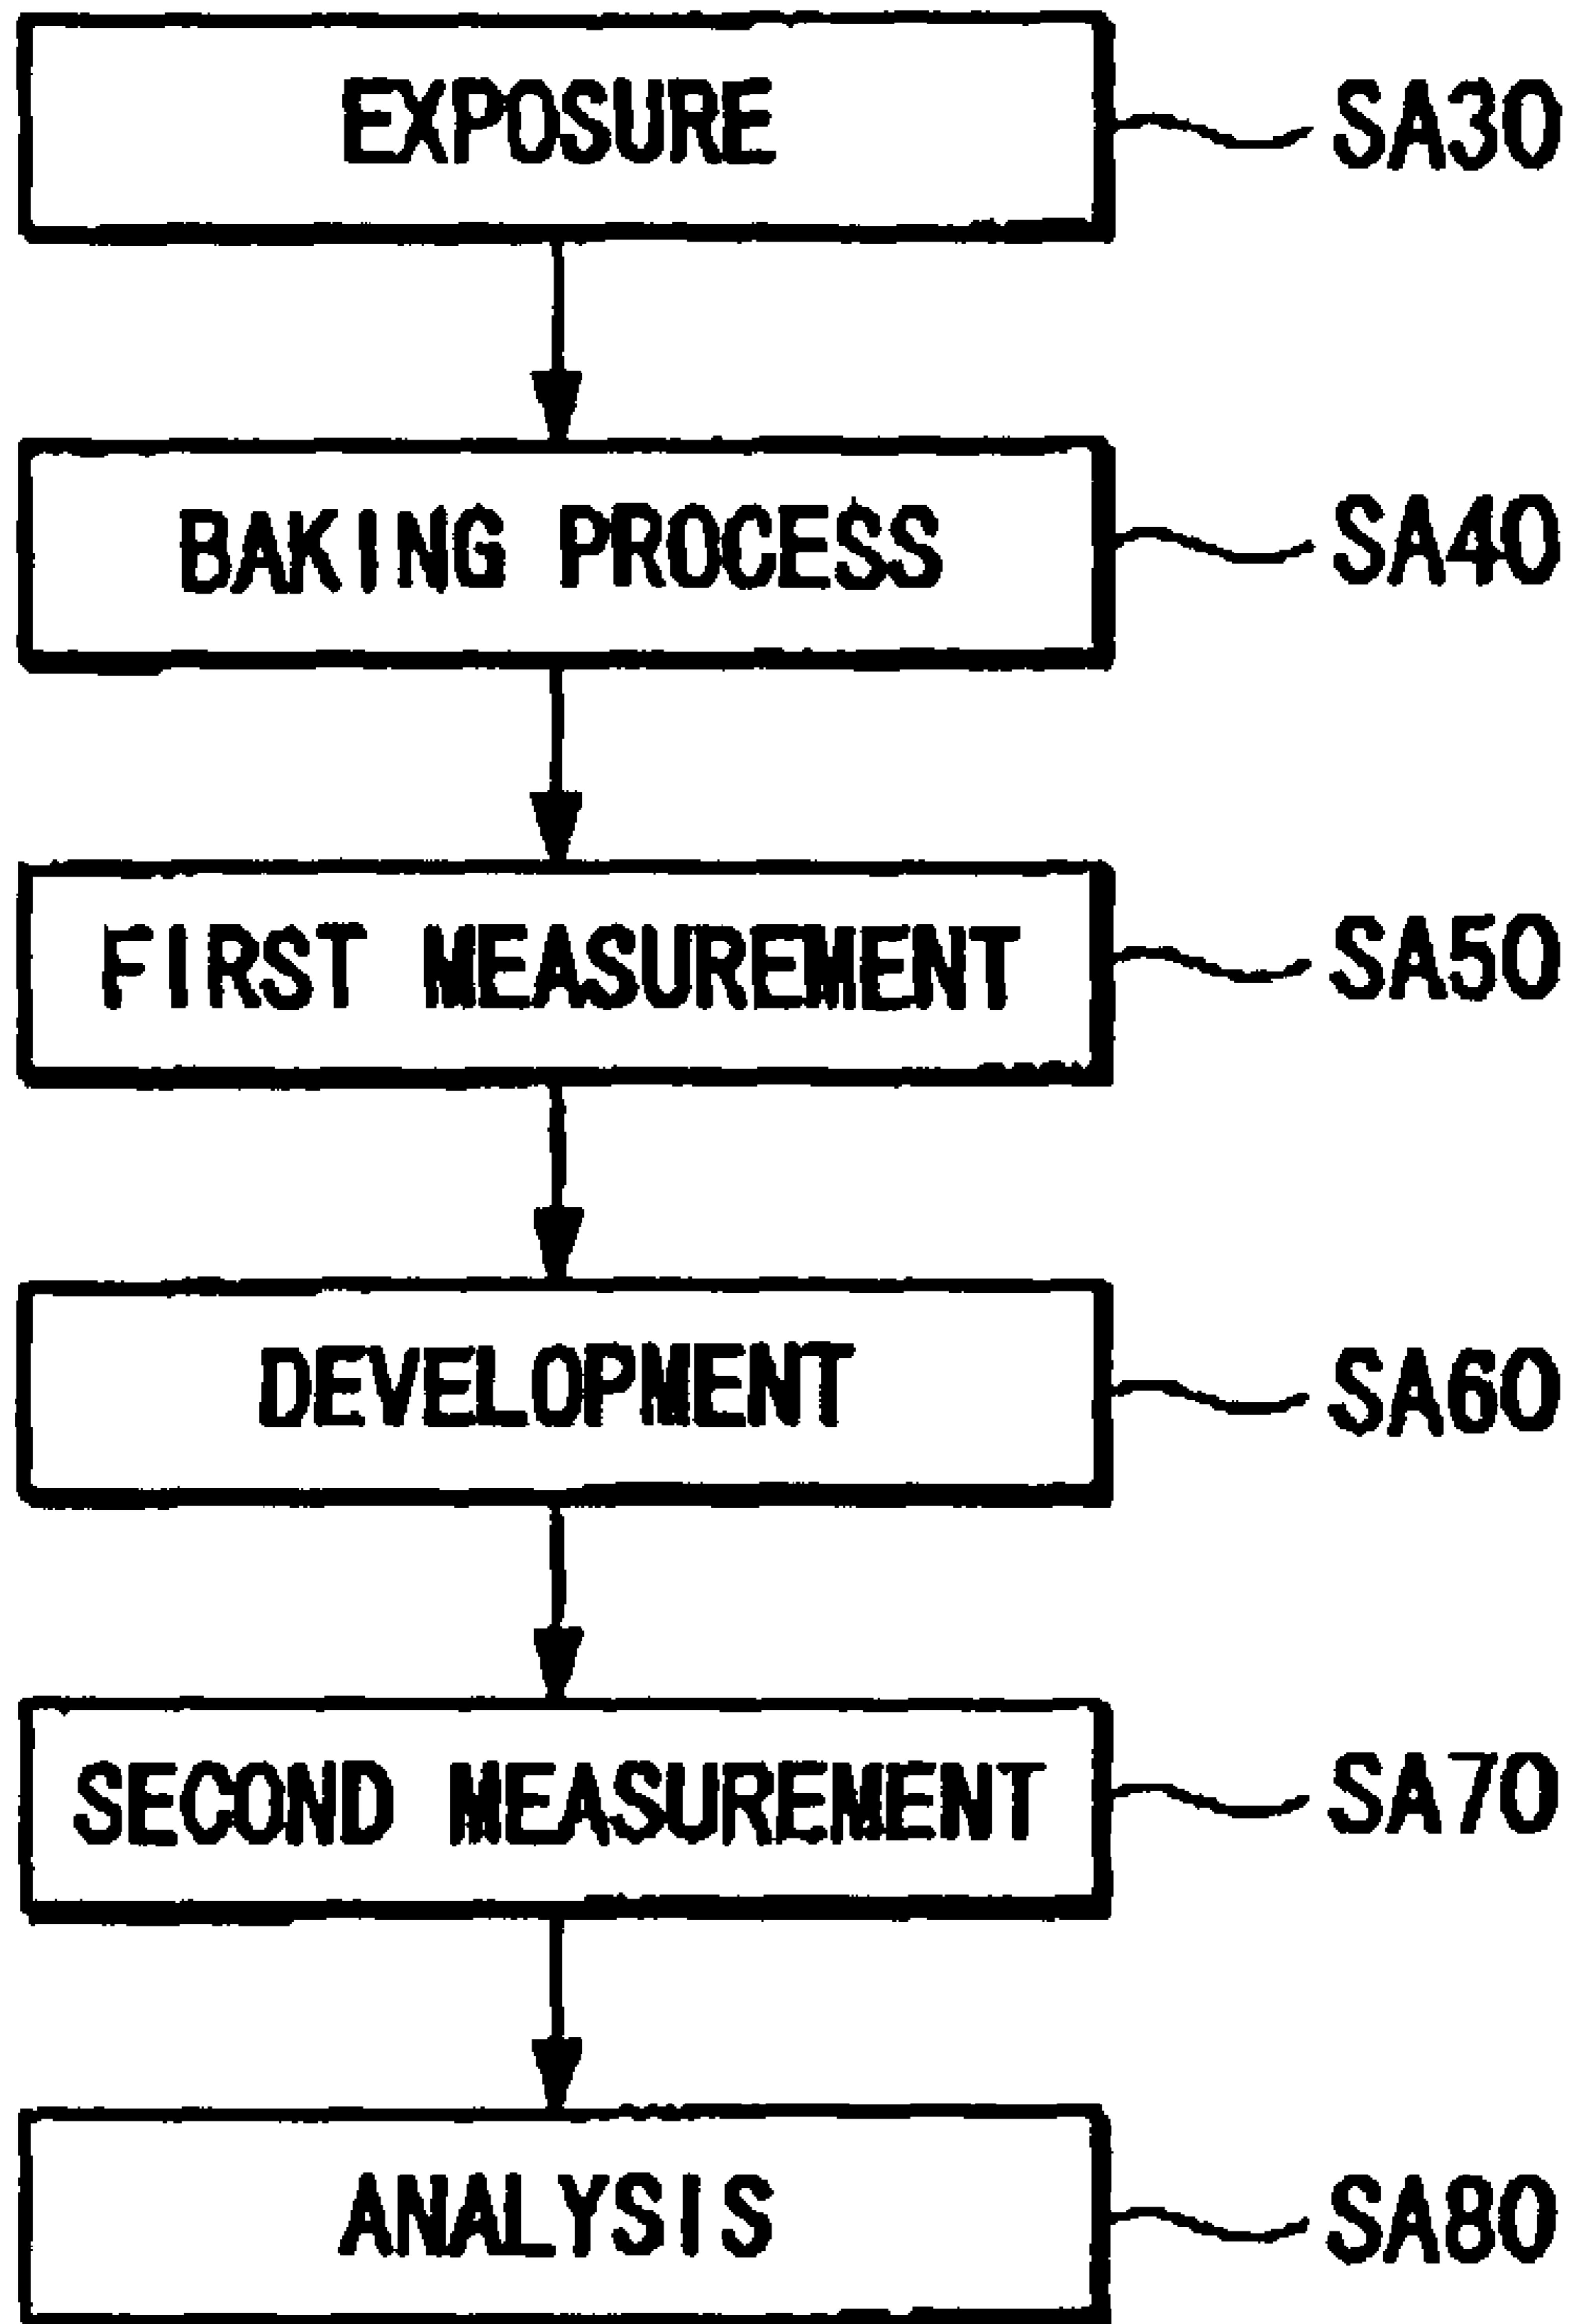 EXPOSURE SA30
BAKING PROCESS SA40
FIRST MEASUREMENT SA50
DEVELOPMENT SA60
SECOND MEASUREMENT SA70
ANALYSIS SA80